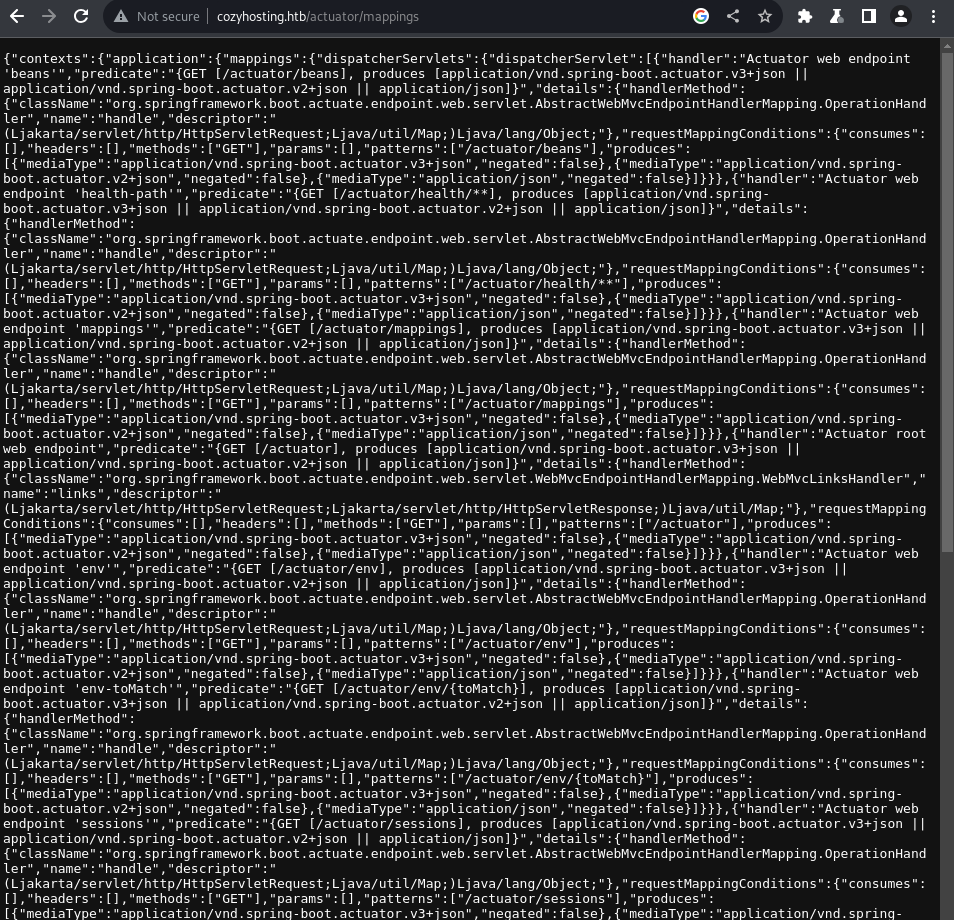 Not secure
cozyhosting.htb/actuator/mappings
{"contexts":{"application":{"mappings":{"dispatcherServlets":{"dispatcherServlet":[{"handler":"Actuator web endpoint
'beans'","predicate":"{GET [/actuator/beans], produces [application/vnd.spring-boot.actuator.v3+json ||
application/vnd.spring-boot.actuator.v2+json || application/json]}","details":{"handlerMethod":
{"className":"org.springframework.boot.actuate.endpoint.web.servlet.AbstractWebMvcEndpointHandlerMapping.OperationHand
ler","name":"handle","descriptor":"
(Ljakarta/servlet/http/HttpServletRequest;Ljava/util/Map;)Ljava/lang/Object;"},"requestMappingConditions":{"consumes":
[],"headers":[],"methods":["GET"],"params":[],"patterns":["/actuator/beans"],"produces":
[{"mediaType":"application/vnd.spring-boot.actuator.v3+json","negated":false},{"mediaType":"application/vnd.spring-
boot.actuator.v2+json","negated":false},{"mediaType":"application/json","negated":false}]}}},{"handler":"Actuator web
endpoint 'health-path'","predicate":"{GET [/actuator/health/**], produces [application/vnd.spring-
boot.actuator.v3+json || application/vnd.spring-boot.actuator.v2+json || application/json]}","details":
{"handlerMethod":
{"className":"org.springframework.boot.actuate.endpoint.web.servlet.AbstractWebMvcEndpointHandlerMapping.OperationHand
ler","name":"handle","descriptor":"
(Ljakarta/servlet/http/HttpServletRequest;Ljava/util/Map;)Ljava/lang/Object;"},"requestMappingConditions":{"consumes":
[],"headers":[],"methods":["GET"],"params":[],"patterns":["/actuator/health/**"],"produces":
[{"mediaType":"application/vnd.spring-boot.actuator.v3+json","negated":false},{"mediaType":"application/vnd.spring-
boot.actuator.v2+json","negated":false},{"mediaType":"application/json","negated":false}]}}},{"handler":"Actuator web
endpoint 'mappings'","predicate":"{GET [/actuator/mappings], produces [application/vnd.spring-boot.actuator.v3+json ||
application/vnd.spring-boot.actuator.v2+json || application/json]}","details":{"handlerMethod":
{"className":"org.springframework.boot.actuate.endpoint.web.servlet.AbstractWebMvcEndpointHandlerMapping.OperationHand
ler","name":"handle","descriptor":"
(Ljakarta/servlet/http/HttpServletRequest;Ljava/util/Map;)Ljava/lang/Object;"},"requestMappingConditions":{"consumes":
[],"headers":[],"methods":["GET"],"params":[],"patterns":["/actuator/mappings"],"produces":
[{"mediaType":"application/vnd.spring-boot.actuator.v3+json","negated":false},{"mediaType":"application/vnd.spring-
boot.actuator.v2+json","negated":false},{"mediaType":"application/json","negated":false}]}}},{"handler":"Actuator root
web endpoint","predicate":"{GET [/actuator], produces [application/vnd.spring-boot.actuator.v3+json ||
application/vnd.spring-boot.actuator.v2+json || application/json]}","details":{"handlerMethod":
{"className":"org.springframework.boot.actuate.endpoint.web.servlet.WebMvcEndpointHandlerMapping.WebMvcLinksHandler","
name":"links","descriptor":"
(Ljakarta/servlet/http/HttpServletRequest;Ljakarta/servlet/http/HttpServletResponse;)Ljava/util/Map;"},"requestMapping
Conditions":{"consumes":[],"headers":[],"methods":["GET"],"params":[],"patterns":["/actuator"],"produces":
[{"mediaType":"application/vnd.spring-boot.actuator.v3+json","negated":false},{"mediaType":"application/vnd.spring-
boot.actuator.v2+json","negated":false},{"mediaType":"application/json","negated":false}]}}},{"handler":"Actuator web
endpoint 'env'","predicate":"{GET [/actuator/env], produces [application/vnd.spring-boot.actuator.v3+json ||
application/vnd.spring-boot.actuator.v2+json || application/json]}","details":{"handlerMethod":
{"className":"org.springframework.boot.actuate.endpoint.web.servlet.AbstractWebMvcEndpointHandlerMapping.OperationHand
ler","name":"handle","descriptor":"
(Ljakarta/servlet/http/HttpServletRequest;Ljava/util/Map;)Ljava/lang/Object;"},"requestMappingConditions":{"consumes":
[],"headers":[],"methods":["GET"],"params":[],"patterns":["/actuator/env"],"produces":
[{"mediaType":"application/vnd.spring-boot.actuator.v3+json","negated":false},{"mediaType":"application/vnd.spring-
boot.actuator.v2+json","negated":false},{"mediaType":"application/json","negated":false}]}}},{"handler":"Actuator web
endpoint 'env-toMatch'","predicate":"{GET [/actuator/env/{toMatch}], produces [application/vnd.spring-
boot.actuator.v3+json || application/vnd.spring-boot.actuator.v2+json || application/json]}","details":
{"handlerMethod":
{"className":"org.springframework.boot.actuate.endpoint.web.servlet.AbstractWebMvcEndpointHandlerMapping.OperationHand
ler","name":"handle","descriptor":"
(Ljakarta/servlet/http/HttpServletRequest;Ljava/util/Map;)Ljava/lang/Object;"},"requestMappingConditions":{"consumes":
[],"headers":[],"methods":["GET"],"params":[],"patterns":["/actuator/env/{toMatch}"],"produces":
[{"mediaType":"application/vnd.spring-boot.actuator.v3+json","negated":false},{"mediaType":"application/vnd.spring-
boot.actuator.v2+json","negated":false},{"mediaType":"application/json","negated":false}]}}},{"handler":"Actuator web
endpoint 'sessions'","predicate":"{GET [/actuator/sessions], produces [application/vnd.spring-boot.actuator.v3+json ||
application/vnd.spring-boot.actuator.v2+json || application/json]}","details":{"handlerMethod":
{"className":"org.springframework.boot.actuate.endpoint.web.servlet.AbstractWebMvcEndpointHandlerMapping.OperationHand
ler","name":"handle","descriptor":"
(Ljakarta/servlet/http/HttpServletRequest;Ljava/util/Map;)Ljava/lang/Object;"},"requestMappingConditions":{"consumes":
[],"headers":[],"methods":["GET"],"params":[],"patterns":["/actuator/sessions"],"produces":
[{"mediaType":"application/vnd.spring-boot.actuator.v3+json","negated":false},{"mediaType":"application/vnd.spring-